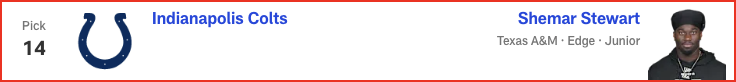 Pick
14
Indianapolis Colts
Shemar Stewart
Texas A&M · Edge · Junior